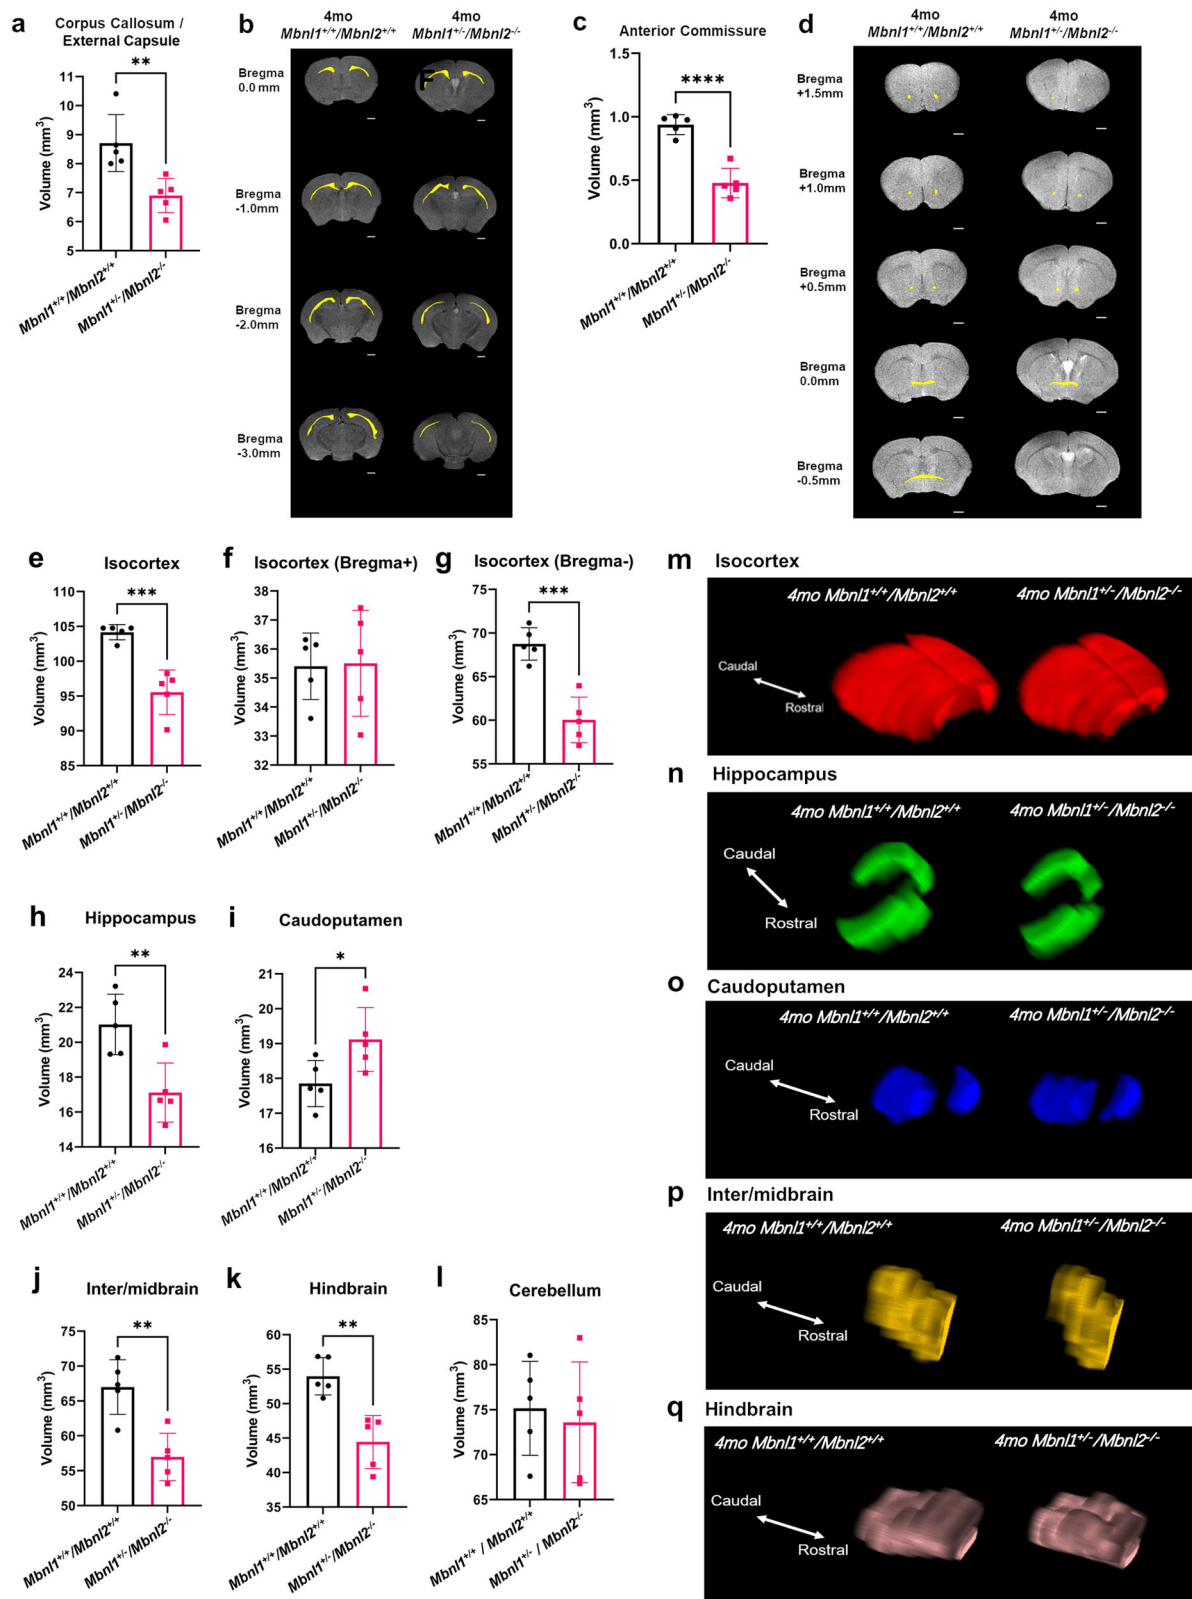 a
Corpus Callosum /
External Capsule
**
Volume (mm³)
11
10
9
8
7
6
5
Mbnl1+/+/Mbnl2+/+
Mbnl1+/-/Mbnl2-/-
b
4mo
Mbnl1+/+/Mbnl2+/+
4mo
Mbnl1+/-/Mbnl2-/-
Bregma
0.0 mm
F
Bregma
-1.0mm
Bregma
-2.0mm
Bregma
-3.0mm
c
Anterior Commissure
****
Volume (mm³)
1.5
1.0
0.5
0.0
Mbnl1+/+/Mbnl2+/+
Mbnl1+/-/Mbnl2-/-
d
4mo
Mbnl1+/+/Mbnl2+/+
4mo
Mbnl1+/-/Mbnl2-/-
Bregma
+1.5mm
Bregma
+1.0mm
Bregma
+0.5mm
Bregma
0.0mm
Bregma
-0.5mm
e
Isocortex
***
Volume (mm³)
110
105
100
95
90
85
Mbnl1+/+/Mbnl2+/+
Mbnl1+/-/Mbnl2-/-
f
Isocortex (Bregma+)
Volume (mm³)
38
37
36
35
34
33
32
Mbnl1+/+/Mbnl2+/+
Mbnl1+/-/Mbnl2-/-
g
Isocortex (Bregma-)
***
Volume (mm³)
75
70
65
60
55
Mbnl1+/+/Mbnl2+/+
Mbnl1+/-/Mbnl2-/-
h
Hippocampus
**
Volume (mm³)
24
22
20
18
16
14
Mbnl1+/+/Mbnl2+/+
Mbnl1+/-/Mbnl2-/-
i
Caudoputamen
*
Volume (mm³)
21
20
19
18
17
16
Mbnl1+/+/Mbnl2+/+
Mbnl1+/-/Mbnl2-/-
j
Inter/midbrain
**
Volume (mm³)
75
70
65
60
55
50
Mbnl1+/+/Mbnl2+/+
Mbnl1+/-/Mbnl2-/-
k
Hindbrain
**
Volume (mm³)
65
60
55
50
45
40
35
Mbnl1+/+/Mbnl2+/+
Mbnl1+/-/Mbnl2-/-
l
Cerebellum
Volume (mm³)
85
80
75
70
65
Mbnl1+/+ / Mbnl2+/+
Mbnl1+/- / Mbnl2-/-
m
Isocortex
4mo Mbnl1+/+/Mbnl2+/+
4mo Mbnl1+/-/Mbnl2-/-
Caudal
Rostral
n
Hippocampus
4mo Mbnl1+/+/Mbnl2+/+
4mo Mbnl1+/-/Mbnl2-/-
Caudal
Rostral
o
Caudoputamen
4mo Mbnl1+/+/Mbnl2+/+
4mo Mbnl1+/-/Mbnl2-/-
Caudal
Rostral
p
Inter/midbrain
4mo Mbnl1+/+/Mbnl2+/+
4mo Mbnl1+/-/Mbnl2-/-
Caudal
Rostral
q
Hindbrain
4mo Mbnl1+/+/Mbnl2+/+
4mo Mbnl1+/-/Mbnl2-/-
Caudal
Rostral